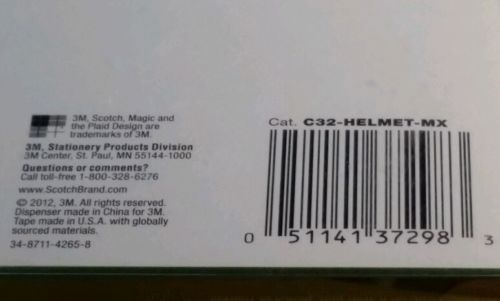 3M, Scotch, Magic and
the Plaid Design are
trademarks of 3M.
3M, Stationery Products Division
3M Center, St. Paul, MN 55144-1000
Questions or comments?
Call toll-free 1-800-328-6276
www.ScotchBrand.com
© 2012, 3M. All rights reserved.
Dispenser made in China for 3M.
Tape made in U.S.A. with globally
sourced materials.
34-8711-4265-8
Cat. C32-HELMET-MX
0 51141 37298 3